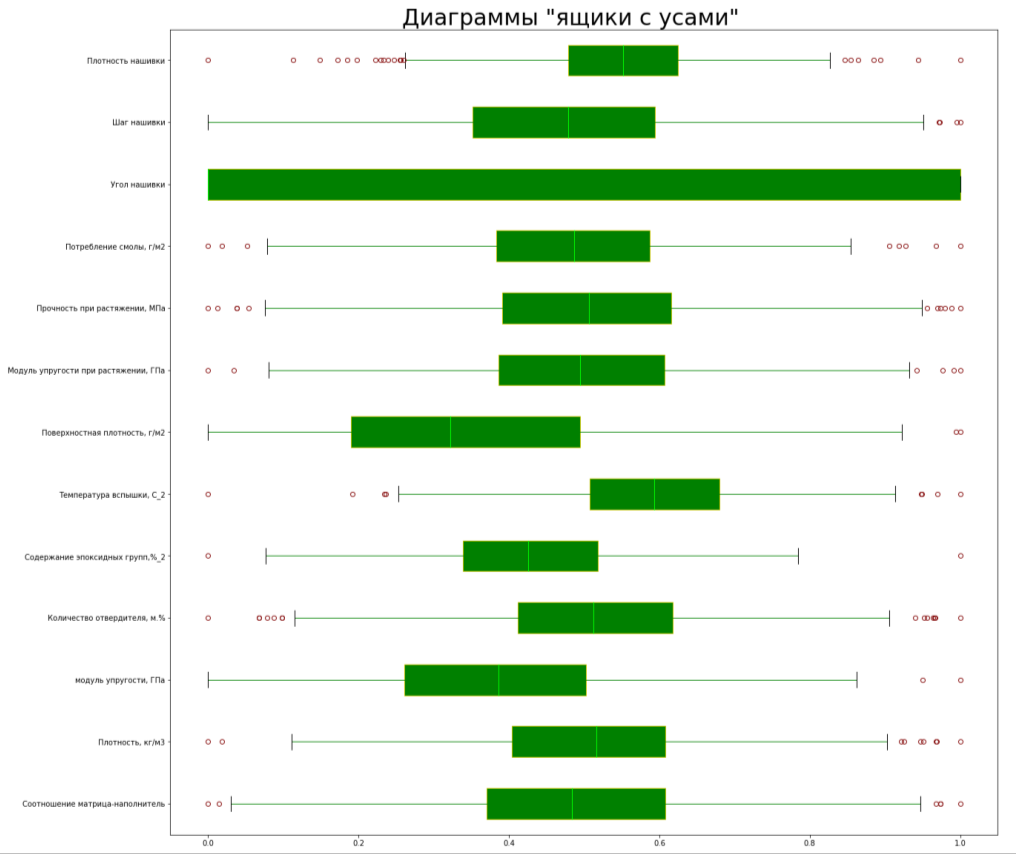 Диаграммы "ящики с усами"
Плотность нашивки
Шаг нашивки
Угол нашивки
Потребление смолы, г/м2
Прочность при растяжении, МПа
Модуль упругости при растяжении, ГПа
Поверхностная плотность, г/м2
Температура вспышки, С_2
Содержание эпоксидных групп,%_2
Количество отвердителя, м.%
модуль упругости, ГПа
Плотность, кг/м3
Соотношение матрица-наполнитель
0.0 0.2 0.4 0.6 0.8 1.0